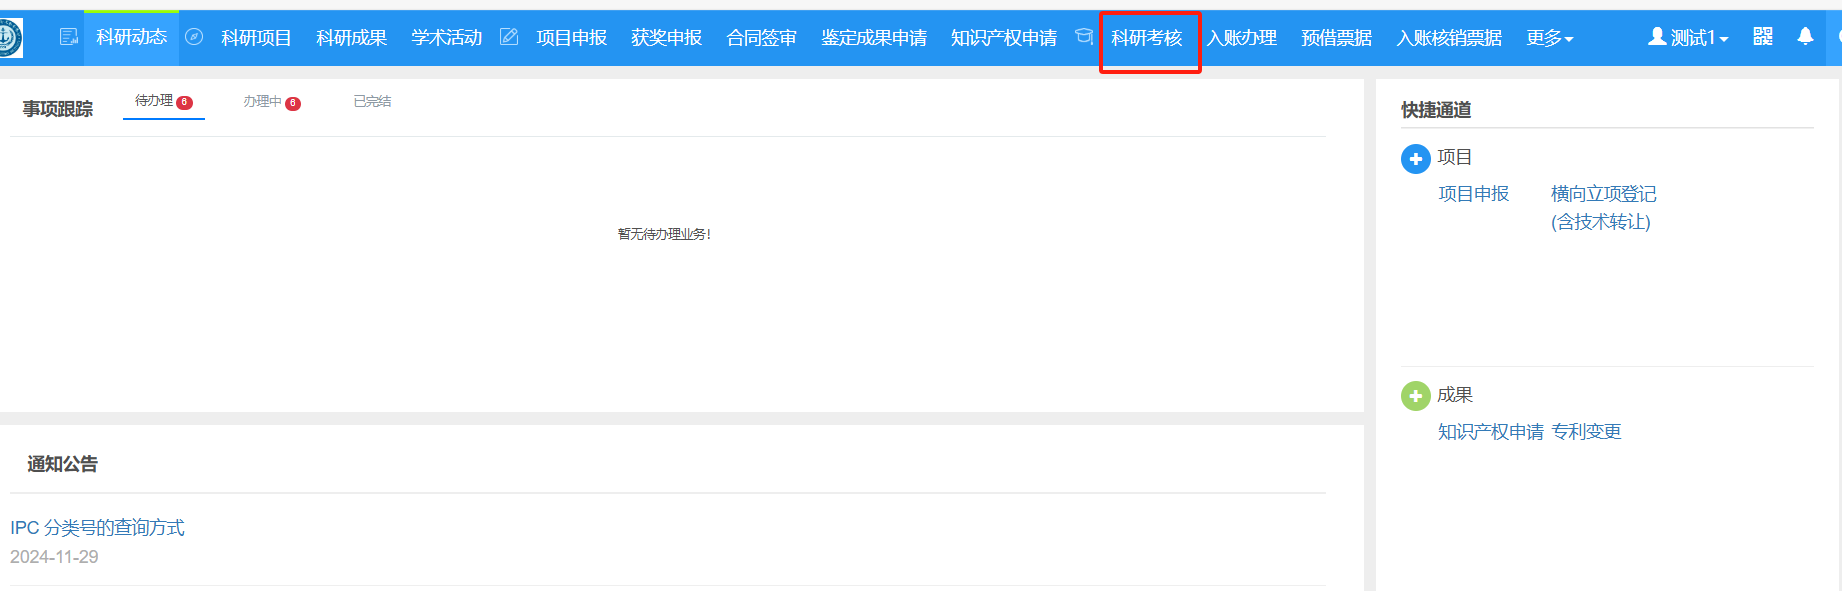 科研动态 科研项目 科研成果 学术活动 项目申报 获奖申报 合同签审 鉴定成果申请 知识产权申请 科研考核 入账办理 预借票据 入账核销票据 更多 测试1
事项跟踪 待办理 6 办理中 6 已完结
暂无待办理业务!
通知公告
IPC 分类号的查询方式
2024-11-29
快捷通道
项目
项目申报 横向立项登记
(含技术转让)
成果
知识产权申请 专利变更